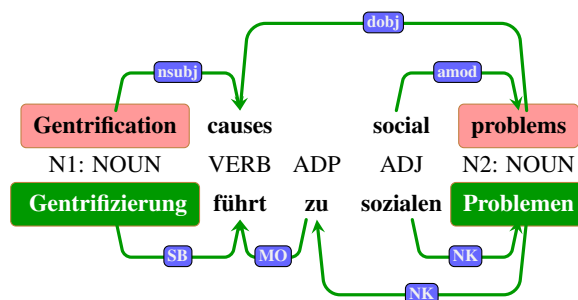 dobj
nsubj amod
Gentrification causes social problems
N1: NOUN VERB ADP ADJ N2: NOUN
Gentrifizierung führt zu sozialen Problemen
SB MO NK
NK